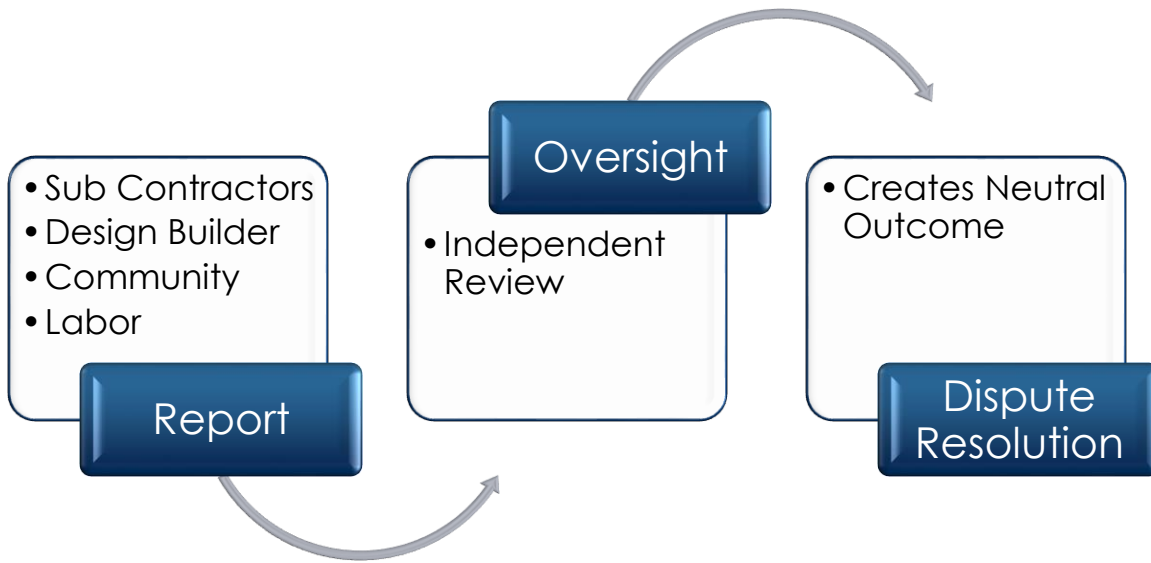 • Sub Contractors
• Design Builder
• Community
• Labor
Report
Oversight
• Independent
Review
• Creates Neutral
Outcome
Dispute
Resolution